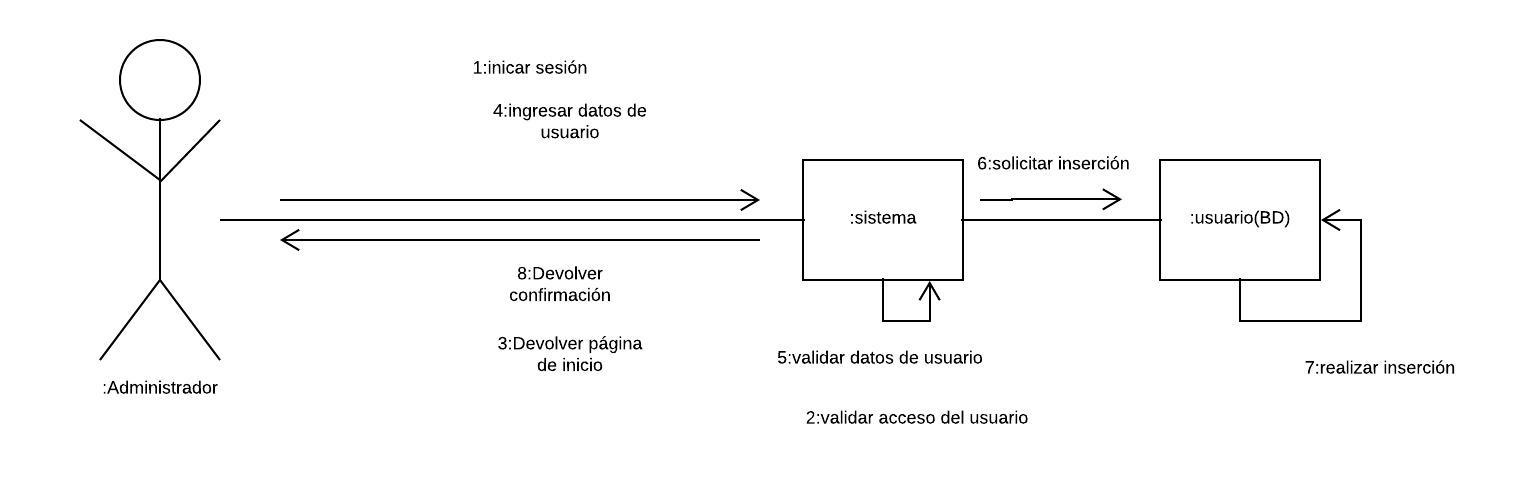 1:inicar sesión
4:ingresar datos de
usuario
6:solicitar inserción
:sistema
:usuario(BD)
8:Devolver
confirmación
3:Devolver página
de inicio
5:validar datos de usuario
7:realizar inserción
:Administrador
2:validar acceso del usuario